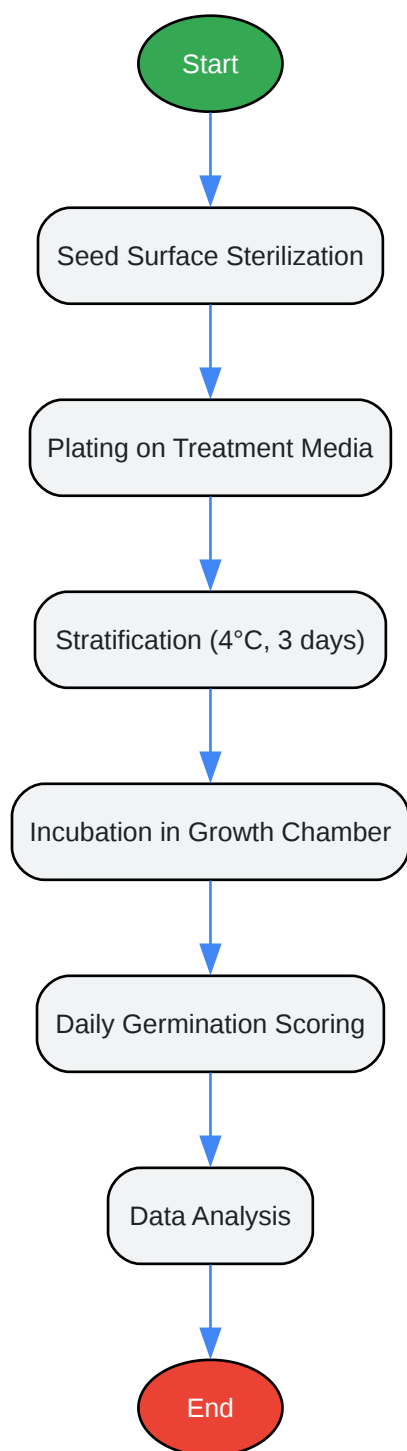 Start
Seed Surface Sterilization
Plating on Treatment Media
Stratification (4°C, 3 days)
Incubation in Growth Chamber
Daily Germination Scoring
Data Analysis
End